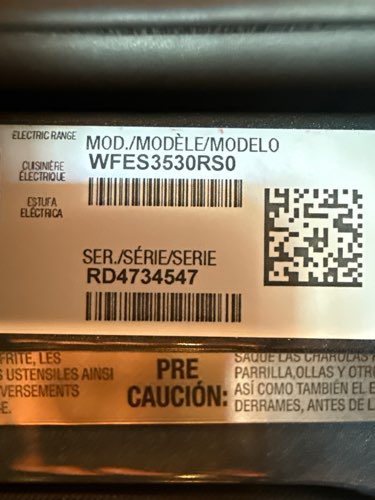 ELECTRIC RANGE
CUISINIÈRE
ÉLECTRIQUE
ESTUFA
ELÉCTRICA
MOD./MODÈLE/MODELO
WFES3530RS0
SER./SÉRIE/SERIE
RD4734547
FRITE, LES
USTENSILES AINSI
VERSEMENTS
PRE
CAUCIÓN:
SAQUE LAS CHAROLAS
PARRILLA,OLLAS Y OTRO
ASÍ COMO TAMBIÉN EL E
DERRAMES, ANTES DE L